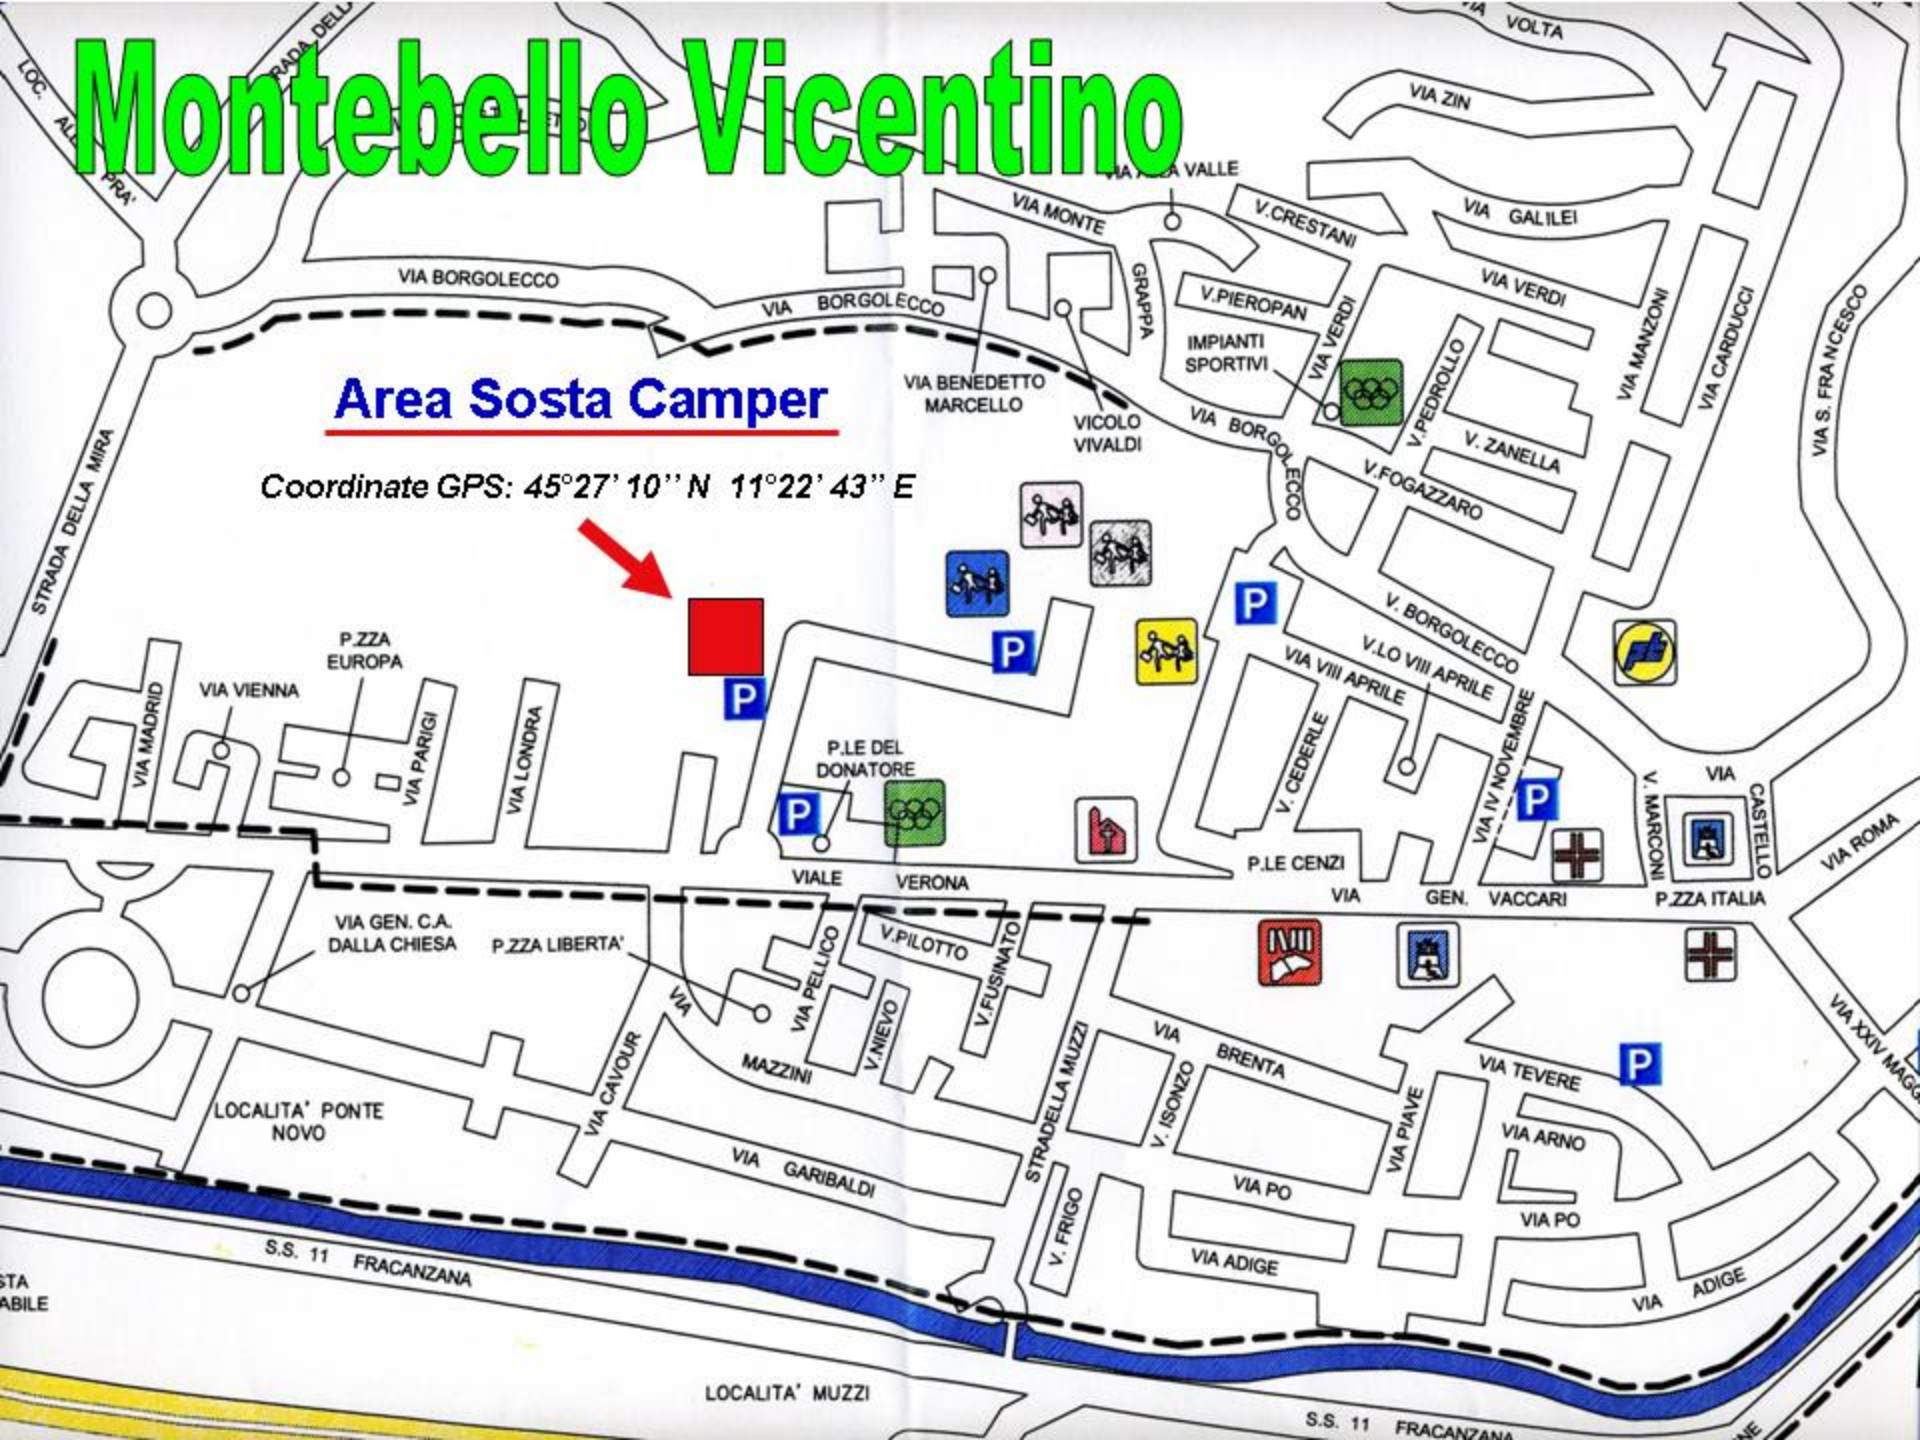 Montebello Vicentino
Area Sosta Camper
Coordinate GPS: 45°27' 10'' N 11°22' 43'' E
LOC.
PRA'
VIA VOLTA
VIA ZIN
VALLE
VIA MONTE
GRAPPA
V.CRESTANI
VIA GALILEI
VIA BORGOLECCO
VIA BORGOLECCO
V.PIEROPAN
VIA VERDI
VIA VERDI
VIA MANZONI
VIA CARDUCCI
VIA S. FRANCESCO
IMPIANTI
SPORTIVI
V.PEDROLLO
VIA BENEDETTO
MARCELLO
VICOLO
VIVALDI
VIA BORGOLECCO
V. ZANELLA
V.FOGAZZARO
STRADA DELLA MIRA
P
V. BORGOLECCO
P.ZZA
EUROPA
P
V.LO VIII APRILE
VIA VIII APRILE
VIA VIENNA
VIA MADRID
VIA PARIGI
VIA LONDRA
P
V. CEDERLE
VIA IV NOVEMBRE
P.LE DEL
DONATORE
P
P
V. MARCONI
VIA
CASTELLO
VIA ROMA
P.LE CENZI
VIALE VERONA
VIA GEN. VACCARI
P.ZZA ITALIA
VIA GEN. C.A.
DALLA CHIESA
P.ZZA LIBERTA'
VIA PELLICO
V.PILOTTO
V.FUSINATO
V.NIEVO
VIA MAZZINI
VIA CAVOUR
STRADELLA MUZZI
VIA BRENTA
V. ISONZO
VIA PIAVE
VIA TEVERE
P
VIA XXIV MAGG
LOCALITA' PONTE
NOVO
VIA ARNO
VIA GARIBALDI
VIA PO
VIA PO
V. FRIGO
VIA ADIGE
VIA ADIGE
S.S. 11 FRACANZANA
STA
ABILE
LOCALITA' MUZZI
S.S. 11 FRACANZANA